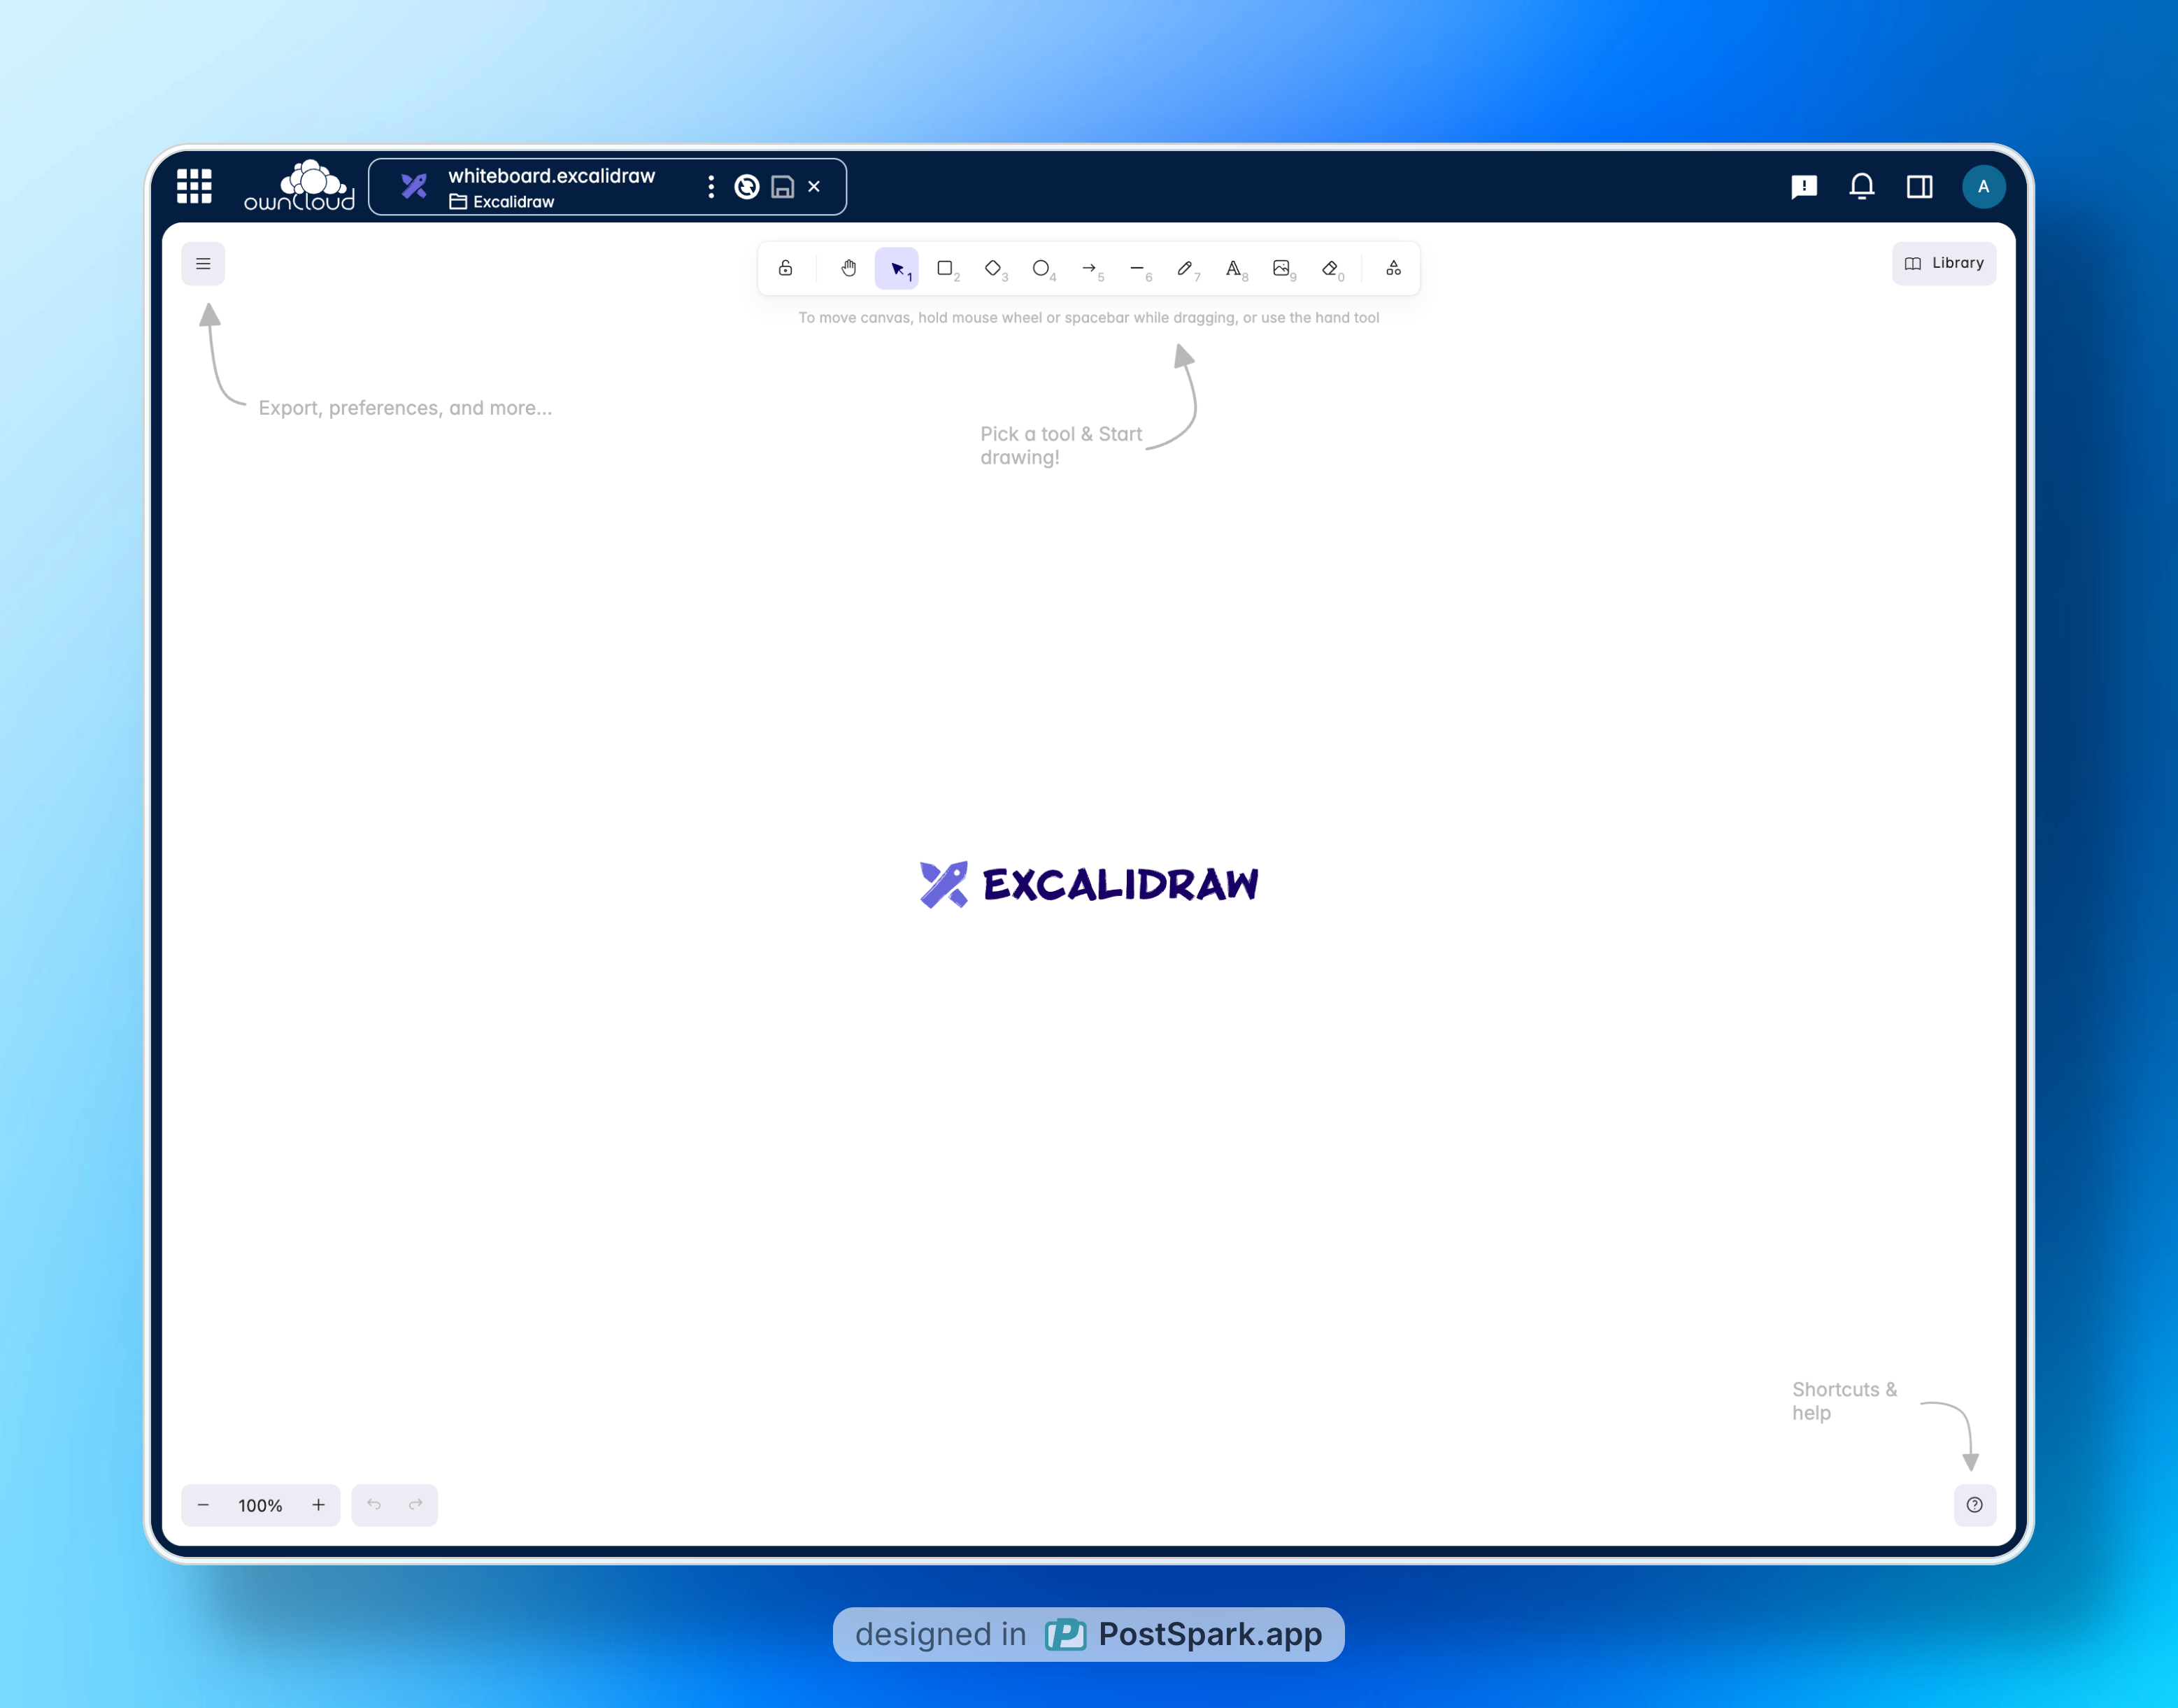 ownCloud
whiteboard.excalidraw
Excalidraw
A
1
2
3
4
5
6
7
A
8
9
0
Library
To move canvas, hold mouse wheel or spacebar while dragging, or use the hand tool
Export, preferences, and more...
Pick a tool & Start
drawing!
EXCALIDRAW
Shortcuts &
help
100%
designed in PostSpark.app